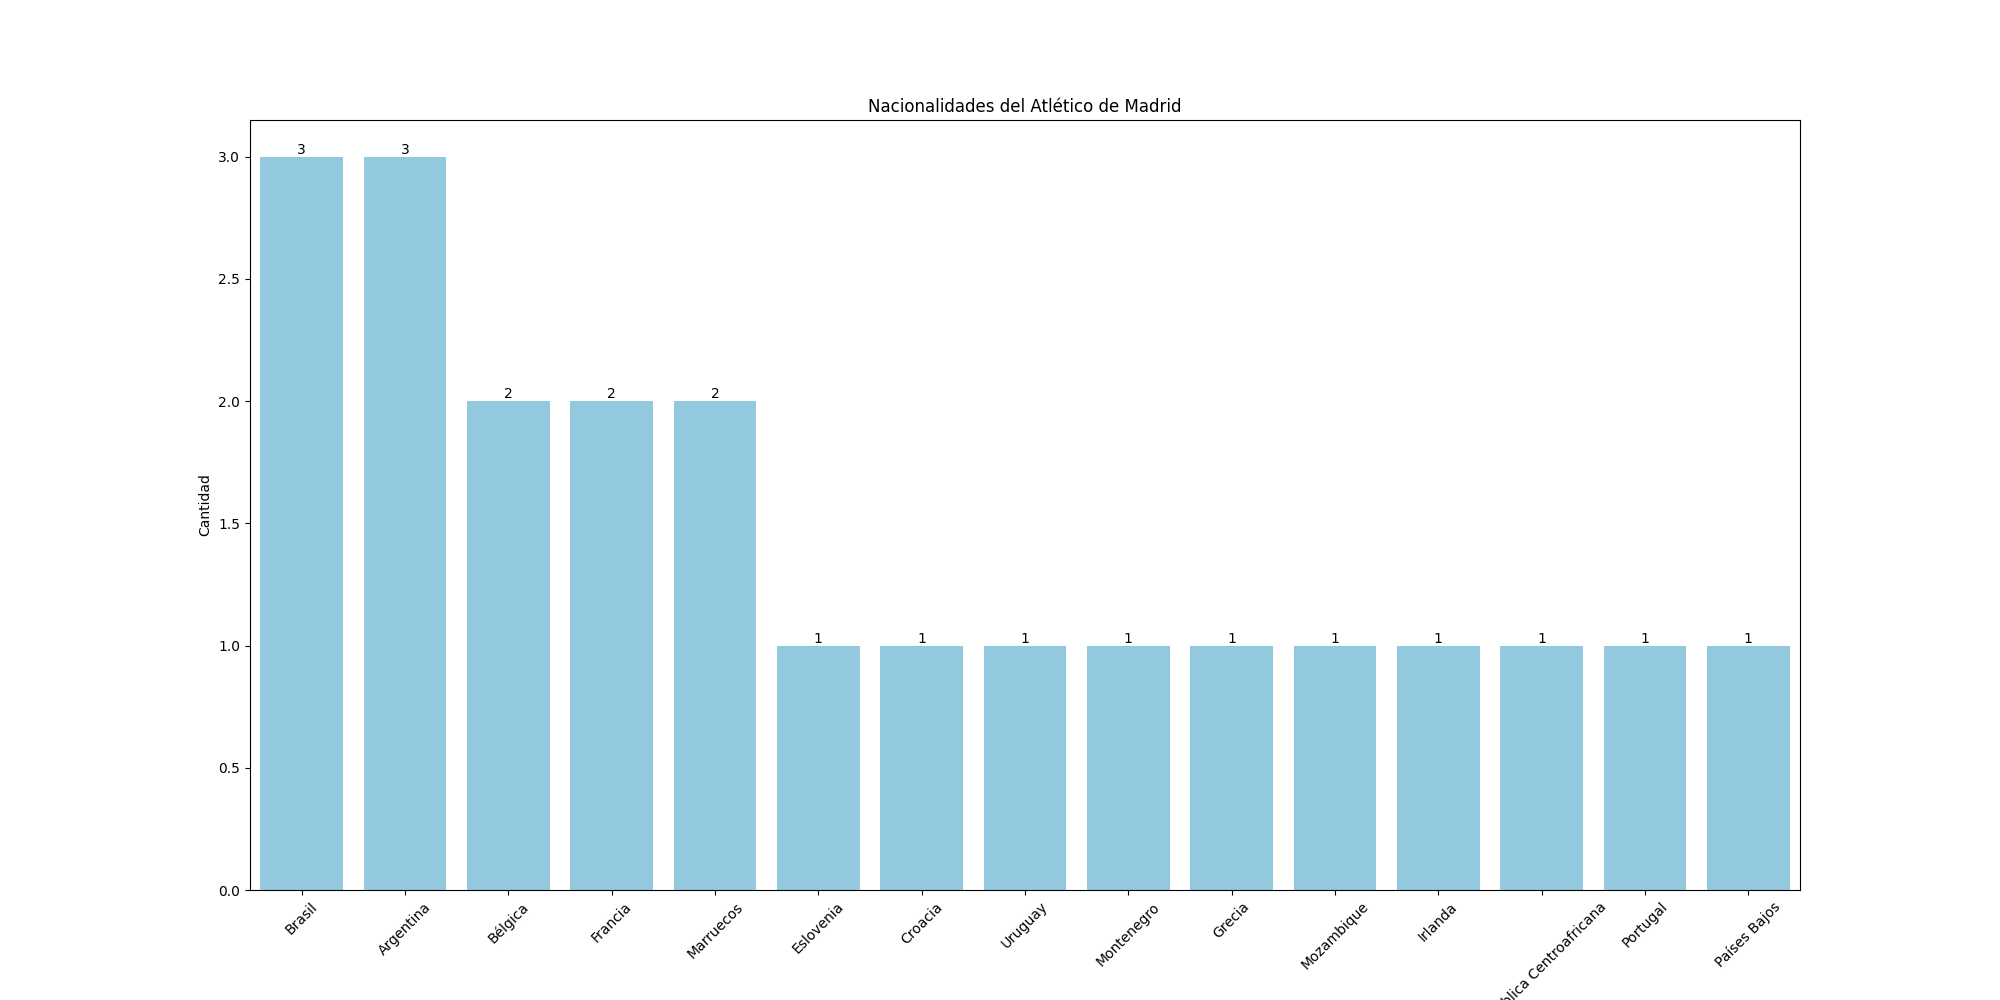 Nacionalidades del Atlético de Madrid
3.0
2.5
2.0
1.5
1.0
0.5
0.0
Cantidad
3
3
2
2
2
1
1
1
1
1
1
1
1
1
1
Brasil
Argentina
Bélgica
Francia
Marruecos
Eslovenia
Croacia
Uruguay
Montenegro
Grecia
Mozambique
Irlanda
Centroafricana
Portugal
Países Bajos